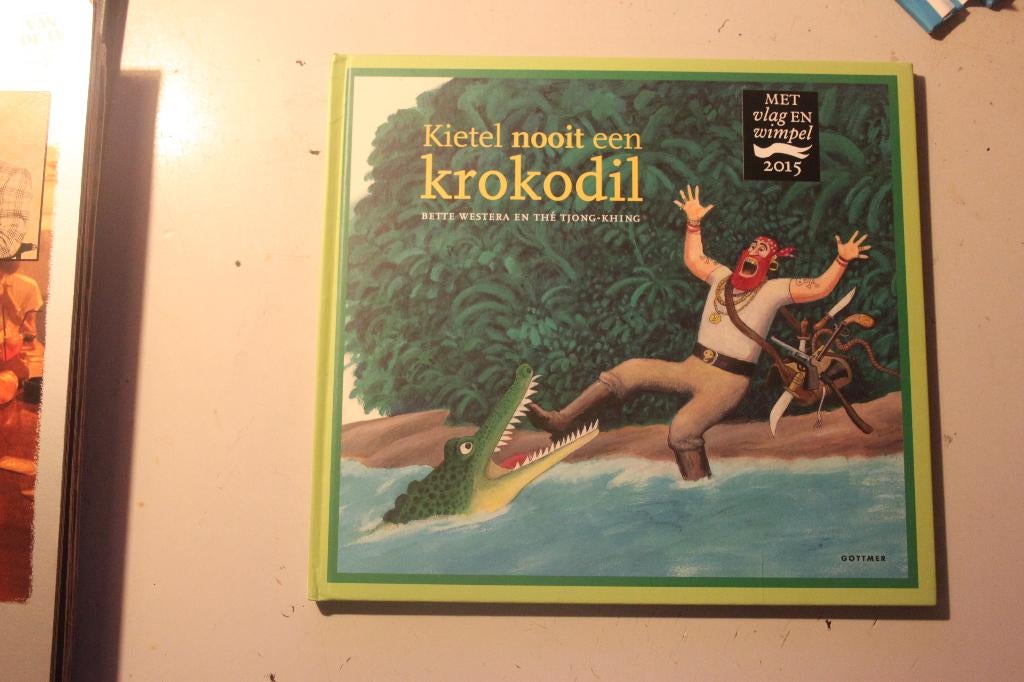 Kietel nooit een
krokodil
BETTE WESTERA EN THÉ TJONG-KHING
MET
vlag EN
wimpel
2015
GOTTMER